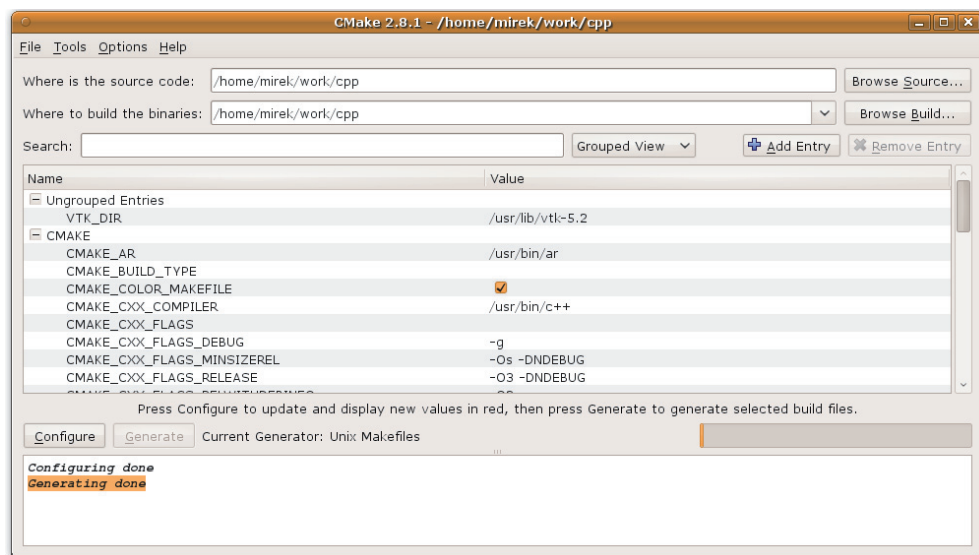 CMake 2.8.1 - /home/mirek/work/cpp
File Tools Options Help
Where is the source code: /home/mirek/work/cpp Browse Source...
Where to build the binaries: /home/mirek/work/cpp Browse Build...
Search: Grouped View Add Entry Remove Entry
Name Value
Ungrouped Entries
VTK_DIR /usr/lib/vtk-5.2
CMAKE
CMAKE_AR /usr/bin/ar
CMAKE_BUILD_TYPE
CMAKE_COLOR_MAKEFILE
CMAKE_CXX_COMPILER /usr/bin/c++
CMAKE_CXX_FLAGS
CMAKE_CXX_FLAGS_DEBUG -g
CMAKE_CXX_FLAGS_MINSIZEREL -Os -DNDEBUG
CMAKE_CXX_FLAGS_RELEASE -O3 -DNDEBUG
Press Configure to update and display new values in red, then press Generate to generate selected build files.
Configure Generate Current Generator: Unix Makefiles
Configuring done
Generating done